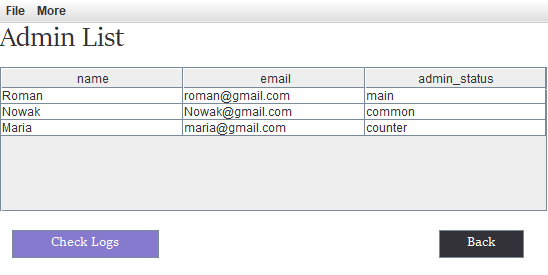 File More
Admin List
name email admin_status
Roman roman@gmail.com main
Nowak Nowak@gmail.com common
Maria maria@gmail.com counter
Check Logs Back